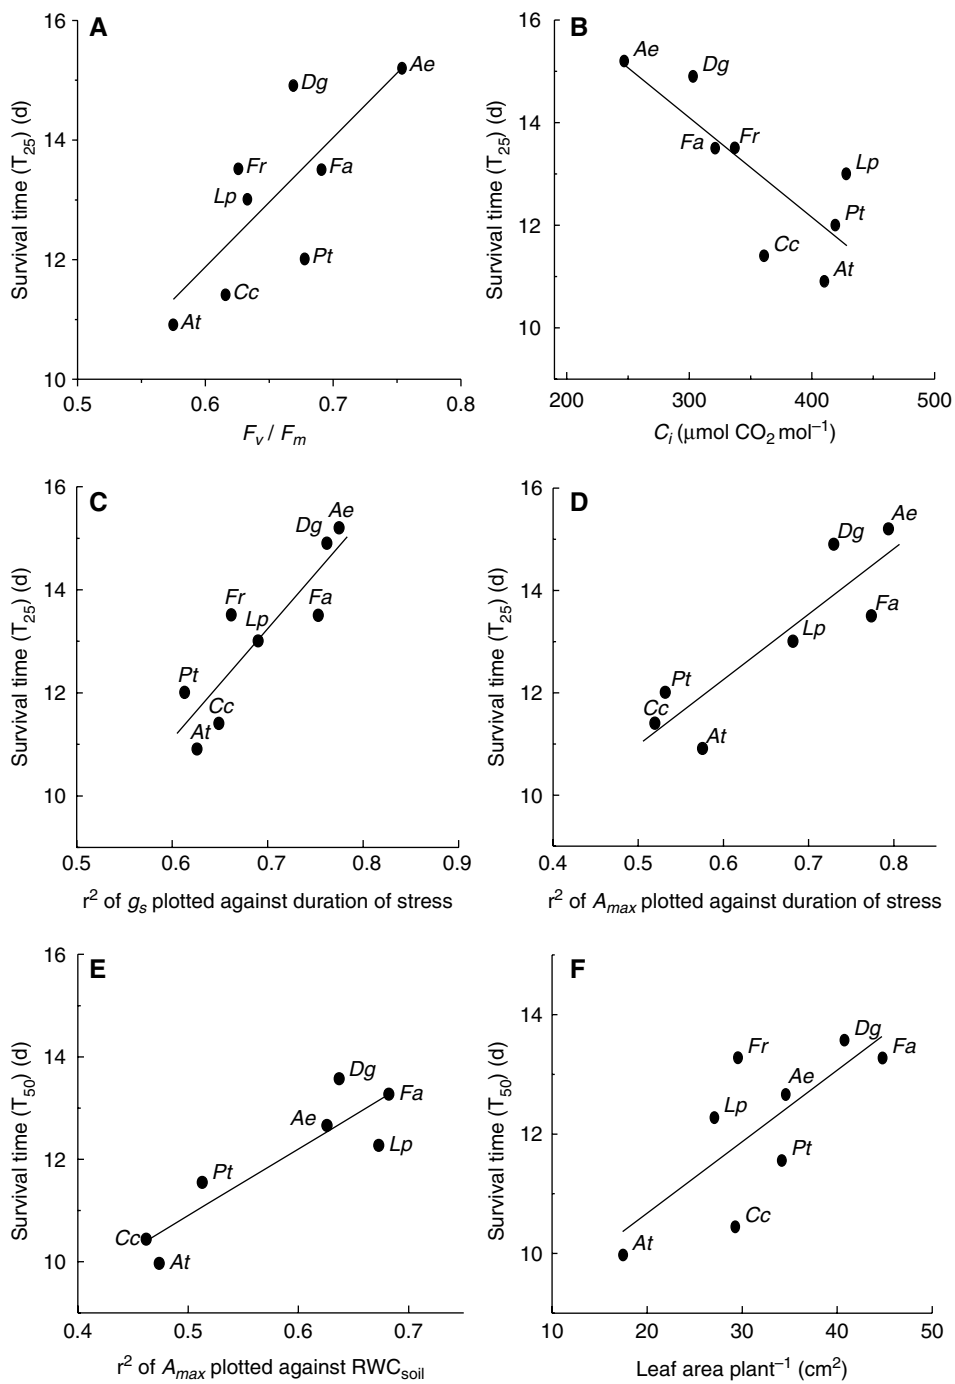 A
16
14
12
10
Survival time (T25) (d)
Dg
Ae
Fr
Fa
Lp
Pt
Cc
At
0.5 0.6 0.7 0.8
Fv / Fm
B
16
14
12
10
Survival time (T25) (d)
Ae
Dg
Fa
Fr
Lp
Pt
Cc
At
200 300 400 500
Ci (μmol CO2 mol−1)
C
16
14
12
10
Survival time (T25) (d)
Ae
Dg
Fr
Fa
Lp
Pt
Cc
At
0.5 0.6 0.7 0.8 0.9
r2 of gs plotted against duration of stress
D
16
14
12
10
Survival time (T25) (d)
Ae
Dg
Fa
Lp
Pt
Cc
At
0.4 0.5 0.6 0.7 0.8
r2 of Amax plotted against duration of stress
E
16
14
12
10
Survival time (T50) (d)
Dg
Fa
Ae
Lp
Pt
Cc
At
0.4 0.5 0.6 0.7
r2 of Amax plotted against RWCsoil
F
14
12
10
Survival time (T50) (d)
Dg
Fr
Fa
Ae
Lp
Pt
Cc
At
10 20 30 40 50
Leaf area plant−1 (cm2)